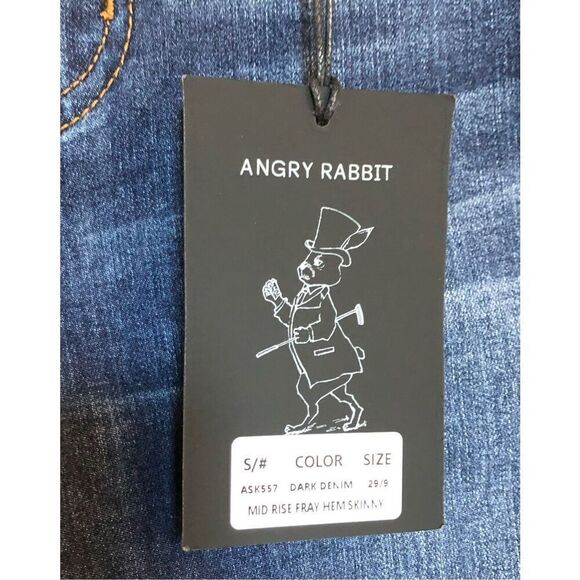 ANGRY RABBIT
S/# COLOR SIZE
ASK557 DARK DENIM 29/9
MID RISE FRAY HEM SKINNY